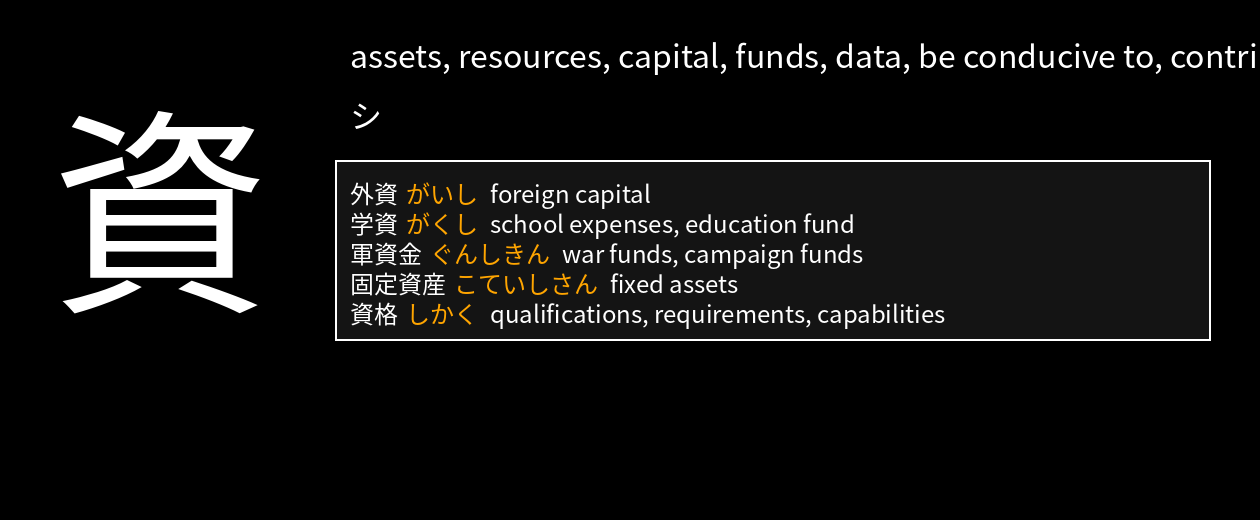 資
assets, resources, capital, funds, data, be conducive to, contri
シ
外資 がいし foreign capital
学資 がくし school expenses, education fund
軍資金 ぐんしきん war funds, campaign funds
固定資産 こていしさん fixed assets
資格 しかく qualifications, requirements, capabilities